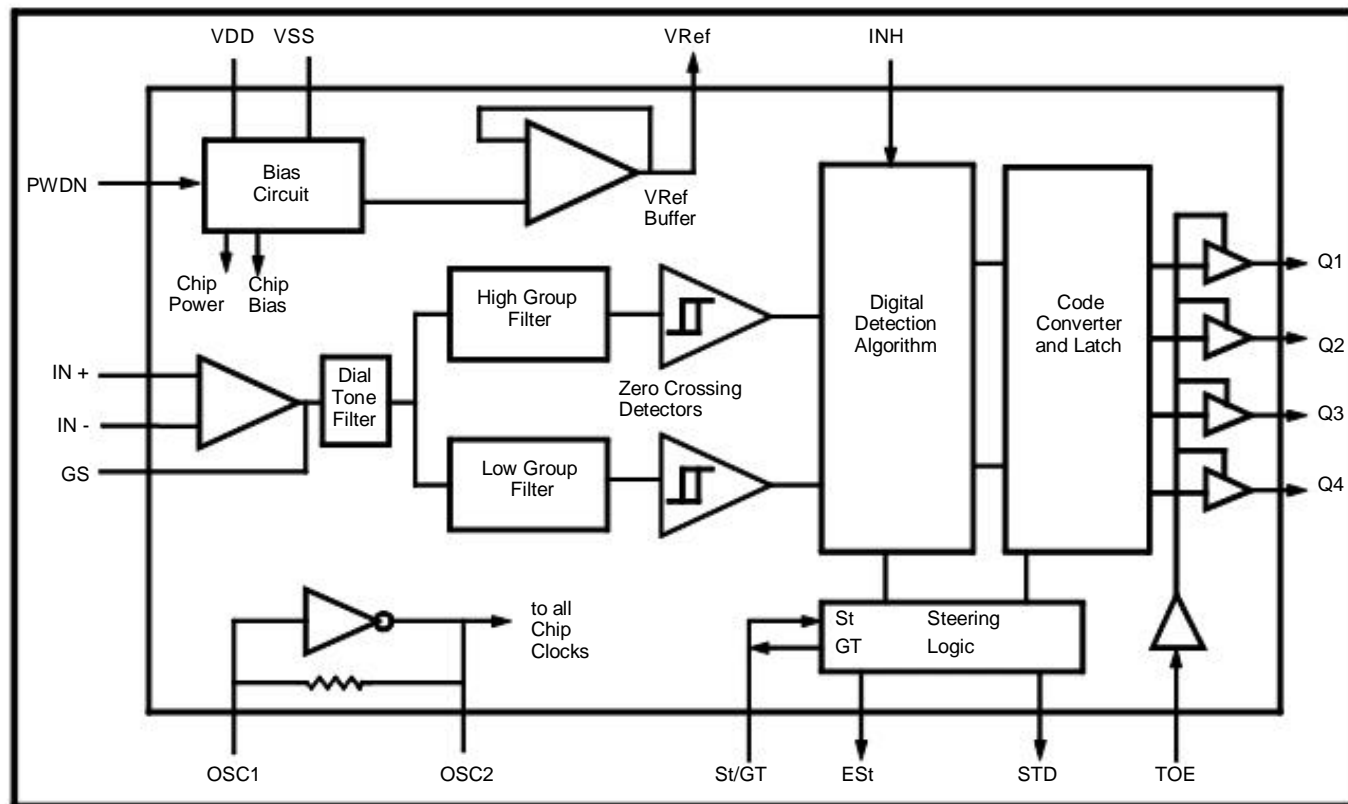 VDD
VSS
VRef
INH
PWDN
Bias
Circuit
VRef
Buffer
Chip
Power
Chip
Bias
High Group
Filter
Digital
Detection
Algorithm
Code
Converter
and Latch
Q1
Q2
Q3
Q4
IN +
IN -
GS
Dial
Tone
Filter
Zero Crossing
Detectors
Low Group
Filter
to all
Chip
Clocks
St
Steering
GT
Logic
OSC1
OSC2
St/GT
ESt
STD
TOE